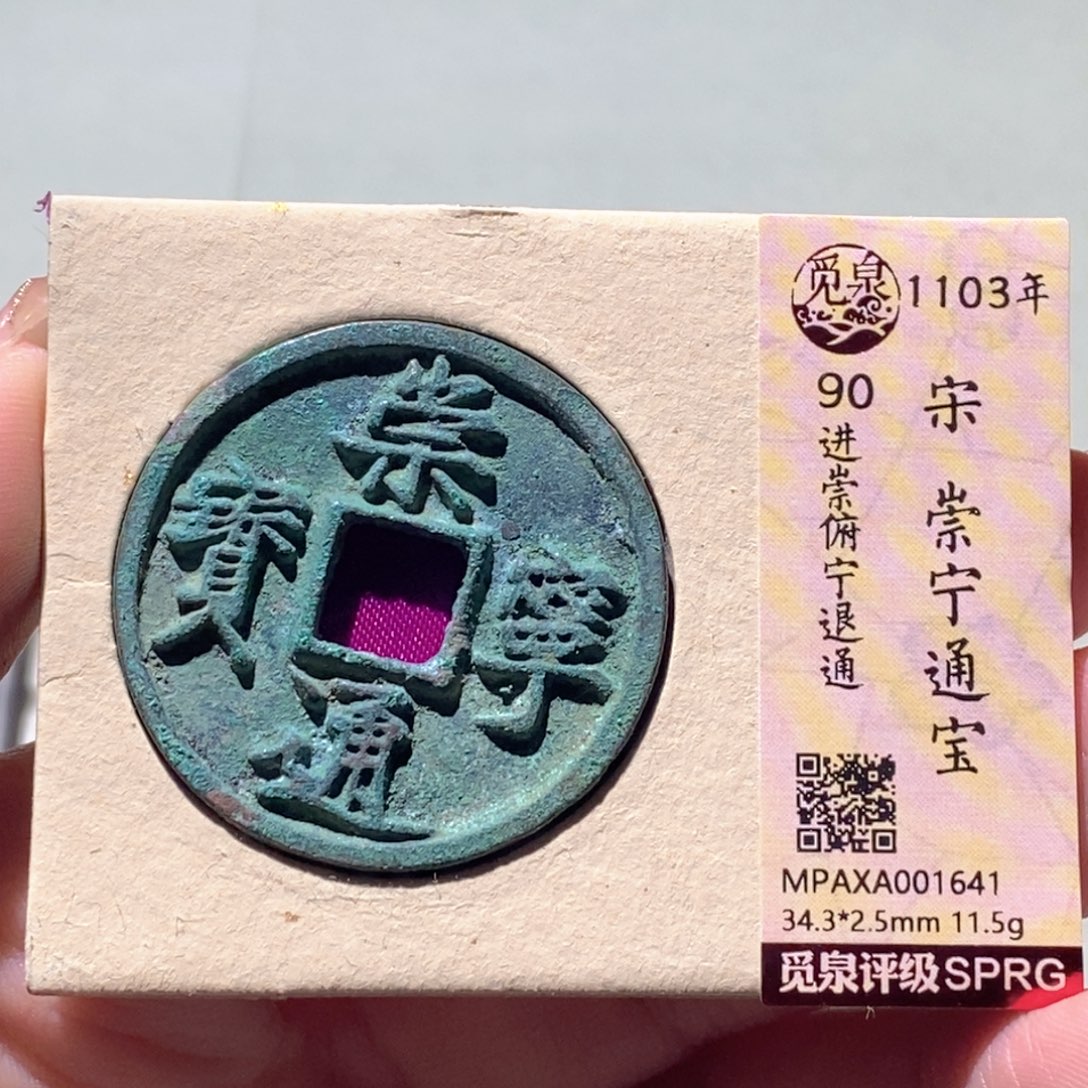 崇
寧
通
寶
觅泉
1103年
90
进崇俯宁退通
宋 崇宁通宝
MPAXA001641
34.3*2.5mm 11.5g
觅泉评级SPRG